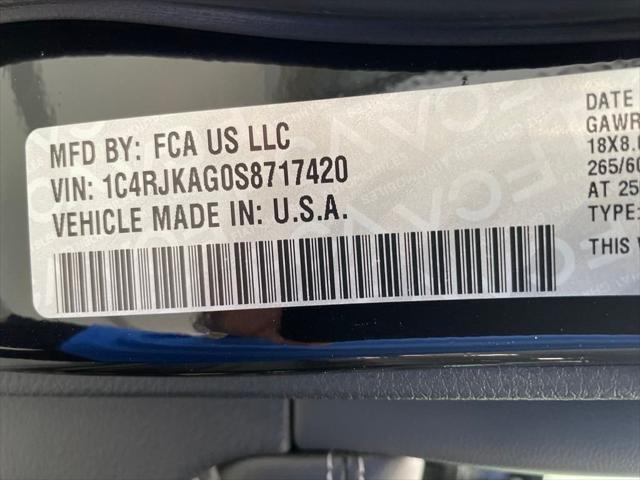 MFD BY: FCA US LLC
VIN: 1C4RJKAG0S8717420
VEHICLE MADE IN: U.S.A.
DATE
GAWR
18X8.
265/60
AT 25
TYPE:
THIS